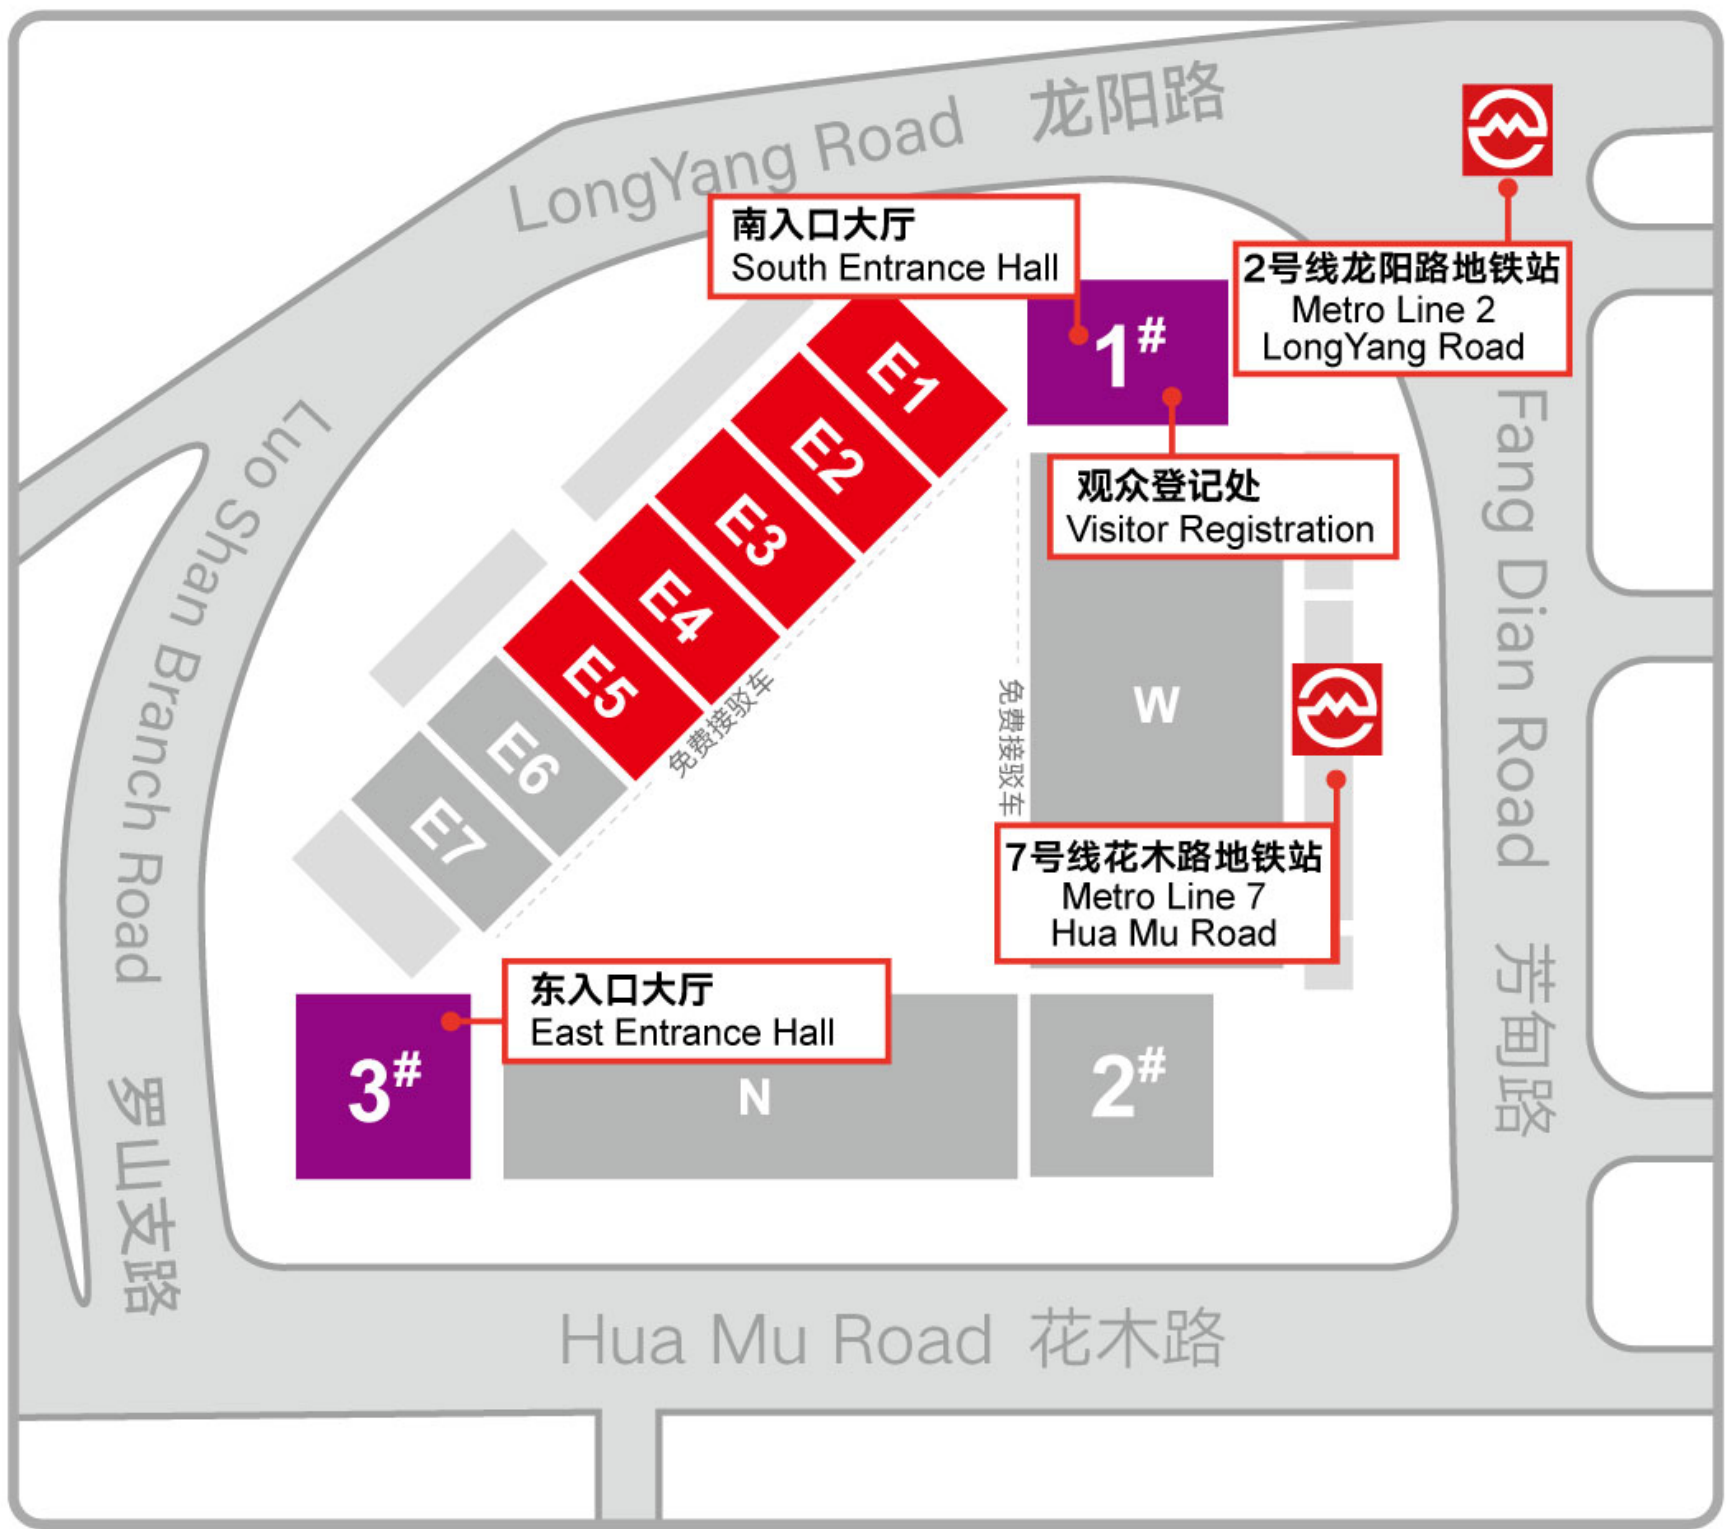 LongYang Road 龙阳路
南入口大厅
South Entrance Hall
1#
2号线龙阳路地铁站
Metro Line 2
LongYang Road
观众登记处
Visitor Registration
E1
E2
E3
E4
E5
E6
E7
免费接驳车
免费接驳车
W
7号线花木路地铁站
Metro Line 7
Hua Mu Road
东入口大厅
East Entrance Hall
3#
N
2#
Luo Shan Branch Road 罗山支路
Fang Dian Road 芳甸路
Hua Mu Road 花木路